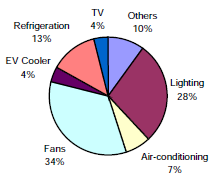 TV
4%
Others
10%
Refrigeration
13%
EV Cooler
4%
Lighting
28%
Fans
34%
Air-conditioning
7%